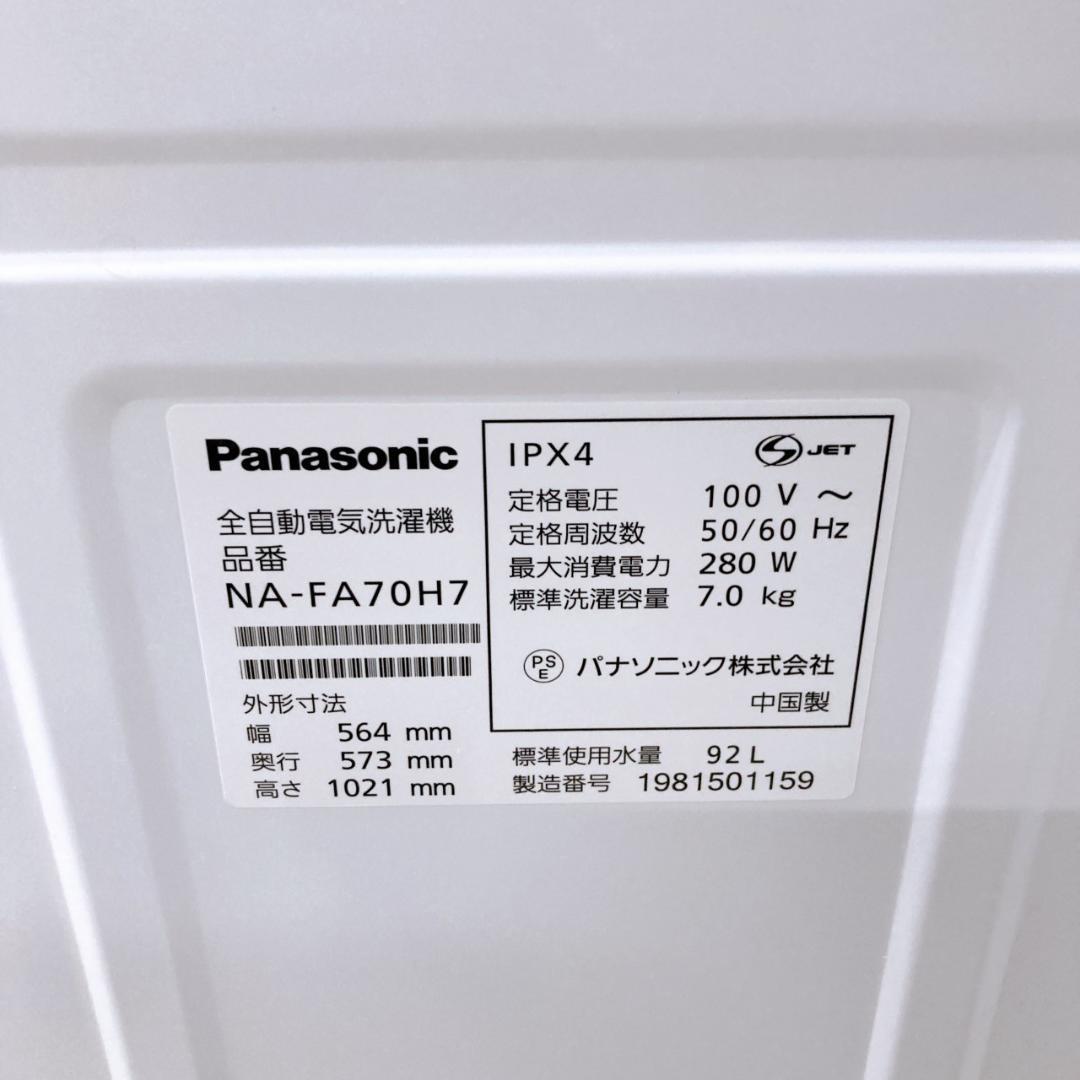 Panasonic
全自動電気洗濯機
品番
NA-FA70H7
外形寸法
幅 564 mm
奥行 573 mm
高さ 1021 mm
IPX4
S JET
定格電圧 100 V ～
定格周波数 50/60 Hz
最大消費電力 280 W
標準洗濯容量 7.0 kg
PSE パナソニック株式会社
中国製
標準使用水量 92 L
製造番号 1981501159